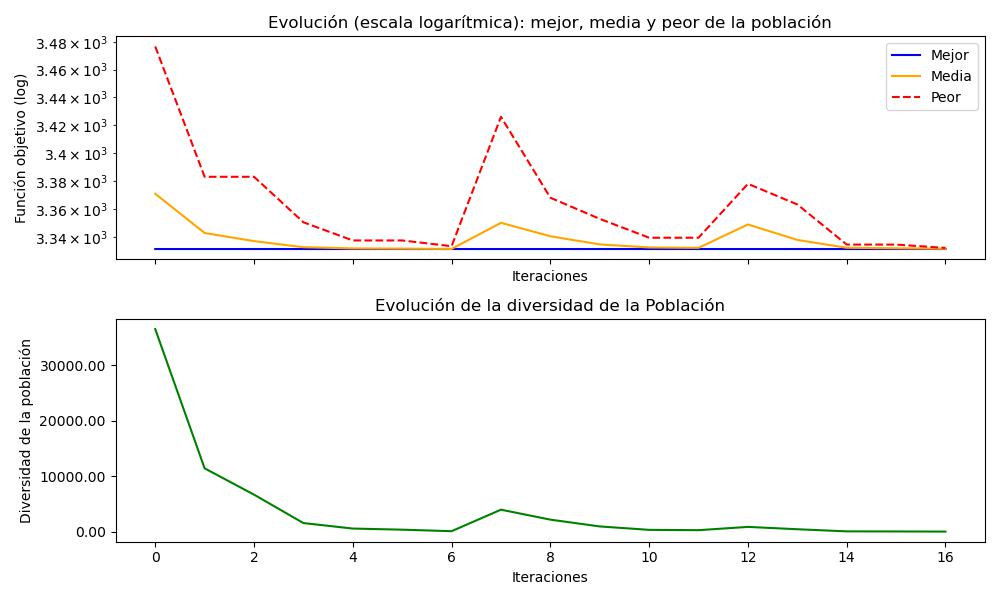 Evolución (escala logarítmica): mejor, media y peor de la población
3.48 × 10³
3.46 × 10³
3.44 × 10³
3.42 × 10³
3.4 × 10³
3.38 × 10³
3.36 × 10³
3.34 × 10³
Función objetivo (log)
Mejor
Media
Peor
Iteraciones
Evolución de la diversidad de la Población
30000.00
20000.00
10000.00
0.00
Diversidad de la población
0 2 4 6 8 10 12 14 16
Iteraciones